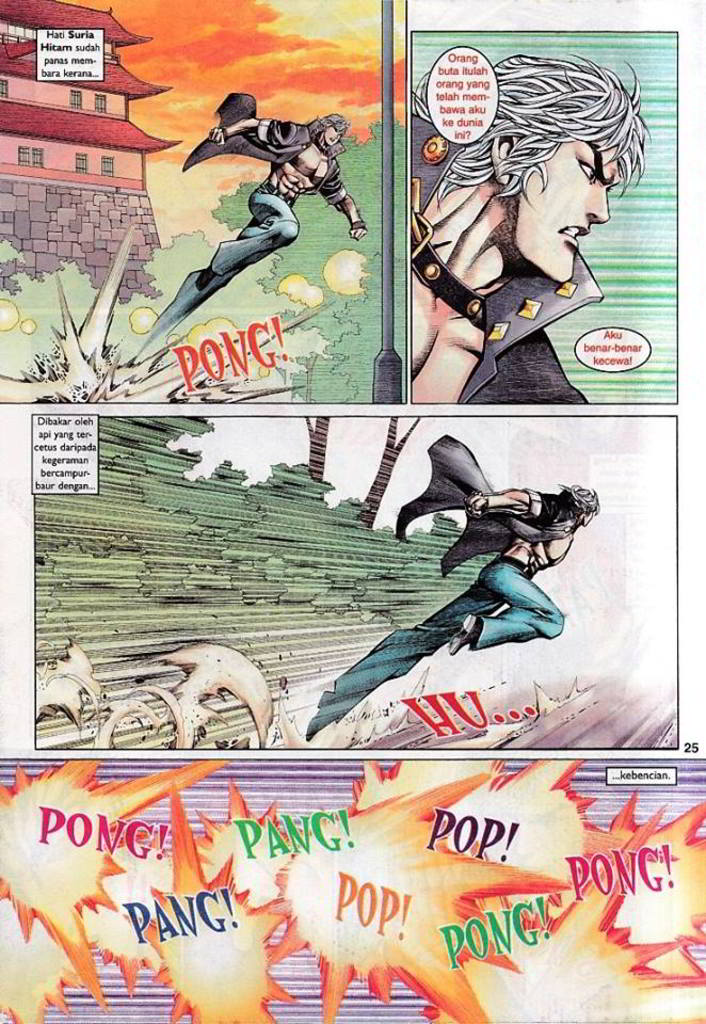 Hati Suria
Hitam sudah
panas mem-
bara kerana...
PONG!
Orang
buta itulah
orang yang
telah mem-
bawa aku
ke dunia
ini?
Aku
benar-benar
kecewa!
Dibakar oleh
api yang ter-
cetus daripada
kegeraman
bercampur-
baur dengan...
HU...
25
...kebencian.
PONG!
PANG!
POP!
PONG!
PANG!
POP!
PONG!